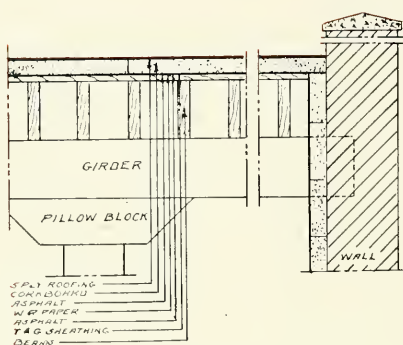 GIRDER
PILLOW BLOCK
WALL
5 PLY ROOFING
CORKBOARD
ASPHALT
W.P. PAPER
ASPHALT
T & G SHEATHING
BEAMS